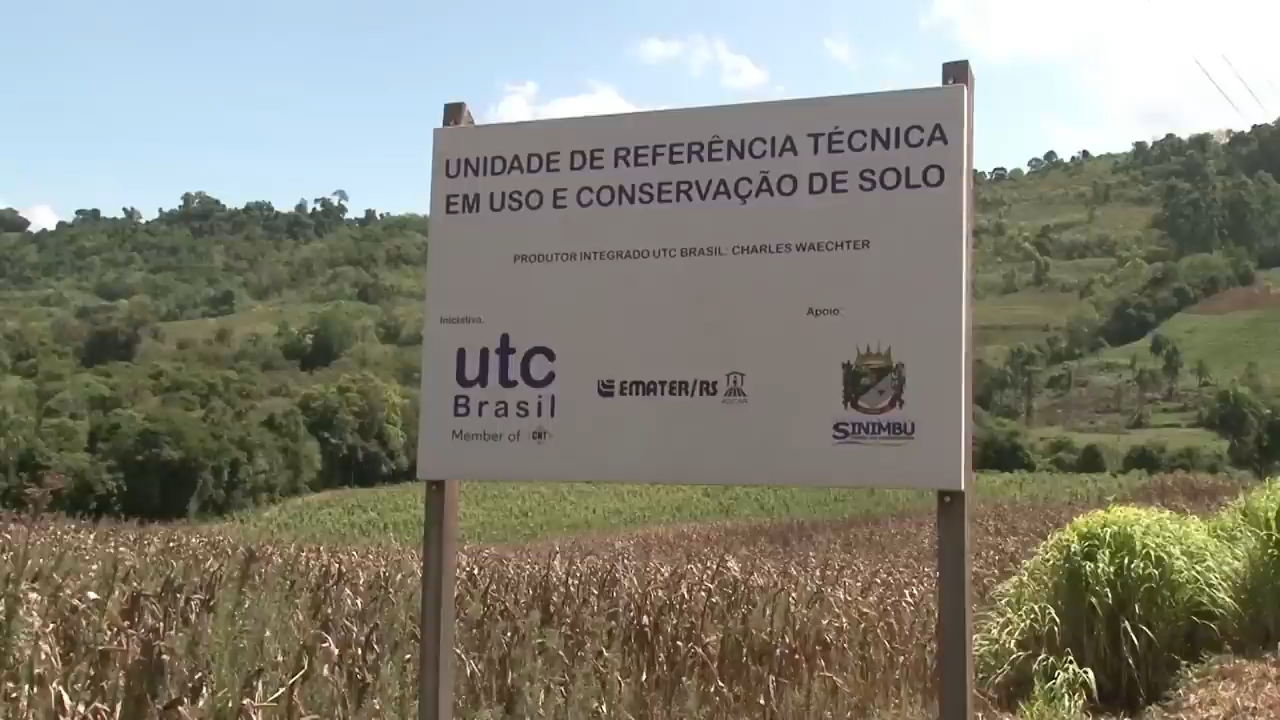 UNIDADE DE REFERÊNCIA TÉCNICA
EM USO E CONSERVAÇÃO DE SOLO
PRODUTOR INTEGRADO UTC BRASIL: CHARLES WAECHTER
Iniciativa:
Apoio:
utc
Brasil
Member of
EMATER/RS
SINIMBU